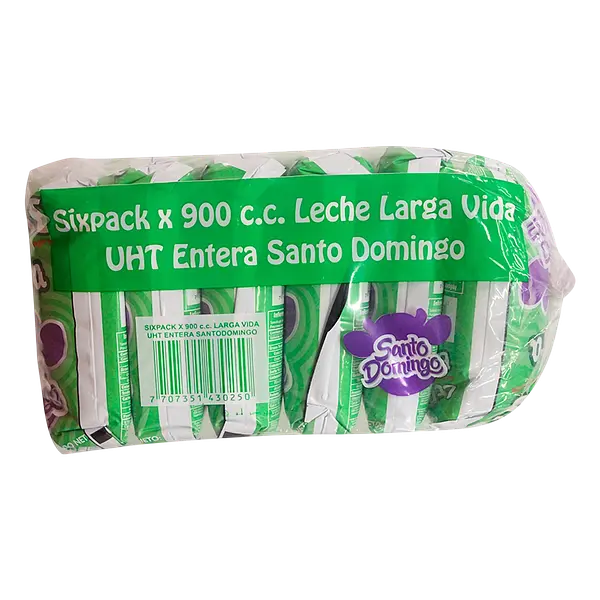 Sixpack x 900 c.c. Leche Larga Vida
UHT Entera Santo Domingo
SIXPACK X 900 c.c. LARGA VIDA
UHT ENTERA SANTODOMINGO
7 707351 430250
Santo
Domingo